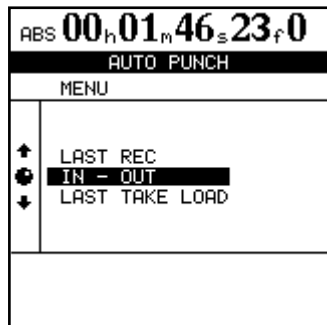 ABS 00h01m46s23f0
AUTO PUNCH
MENU
LAST REC
IN - OUT
LAST TAKE LOAD